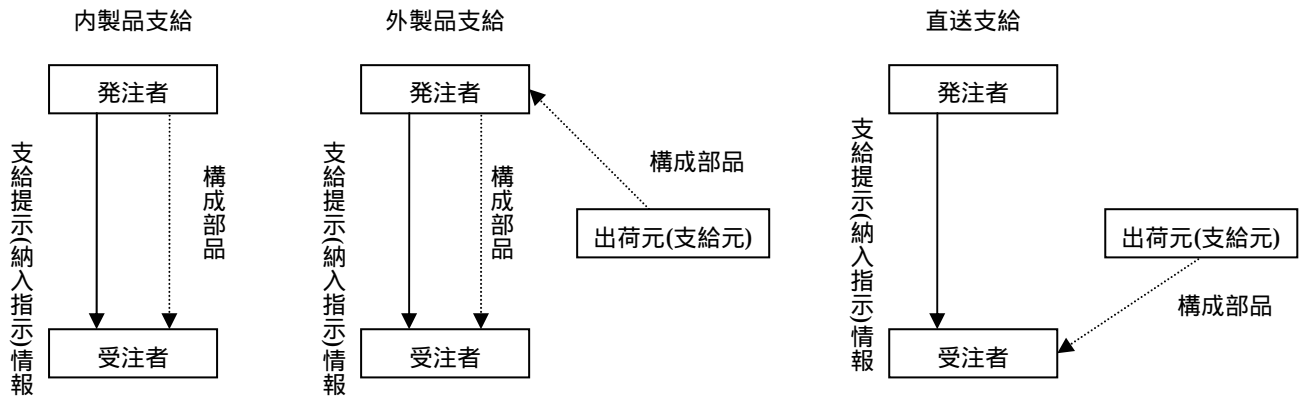 内製品支給
発注者
支給提示(納入指示)情報
構成部品
受注者
外製品支給
発注者
支給提示(納入指示)情報
構成部品
構成部品
出荷元(支給元)
受注者
直送支給
発注者
支給提示(納入指示)情報
出荷元(支給元)
構成部品
受注者